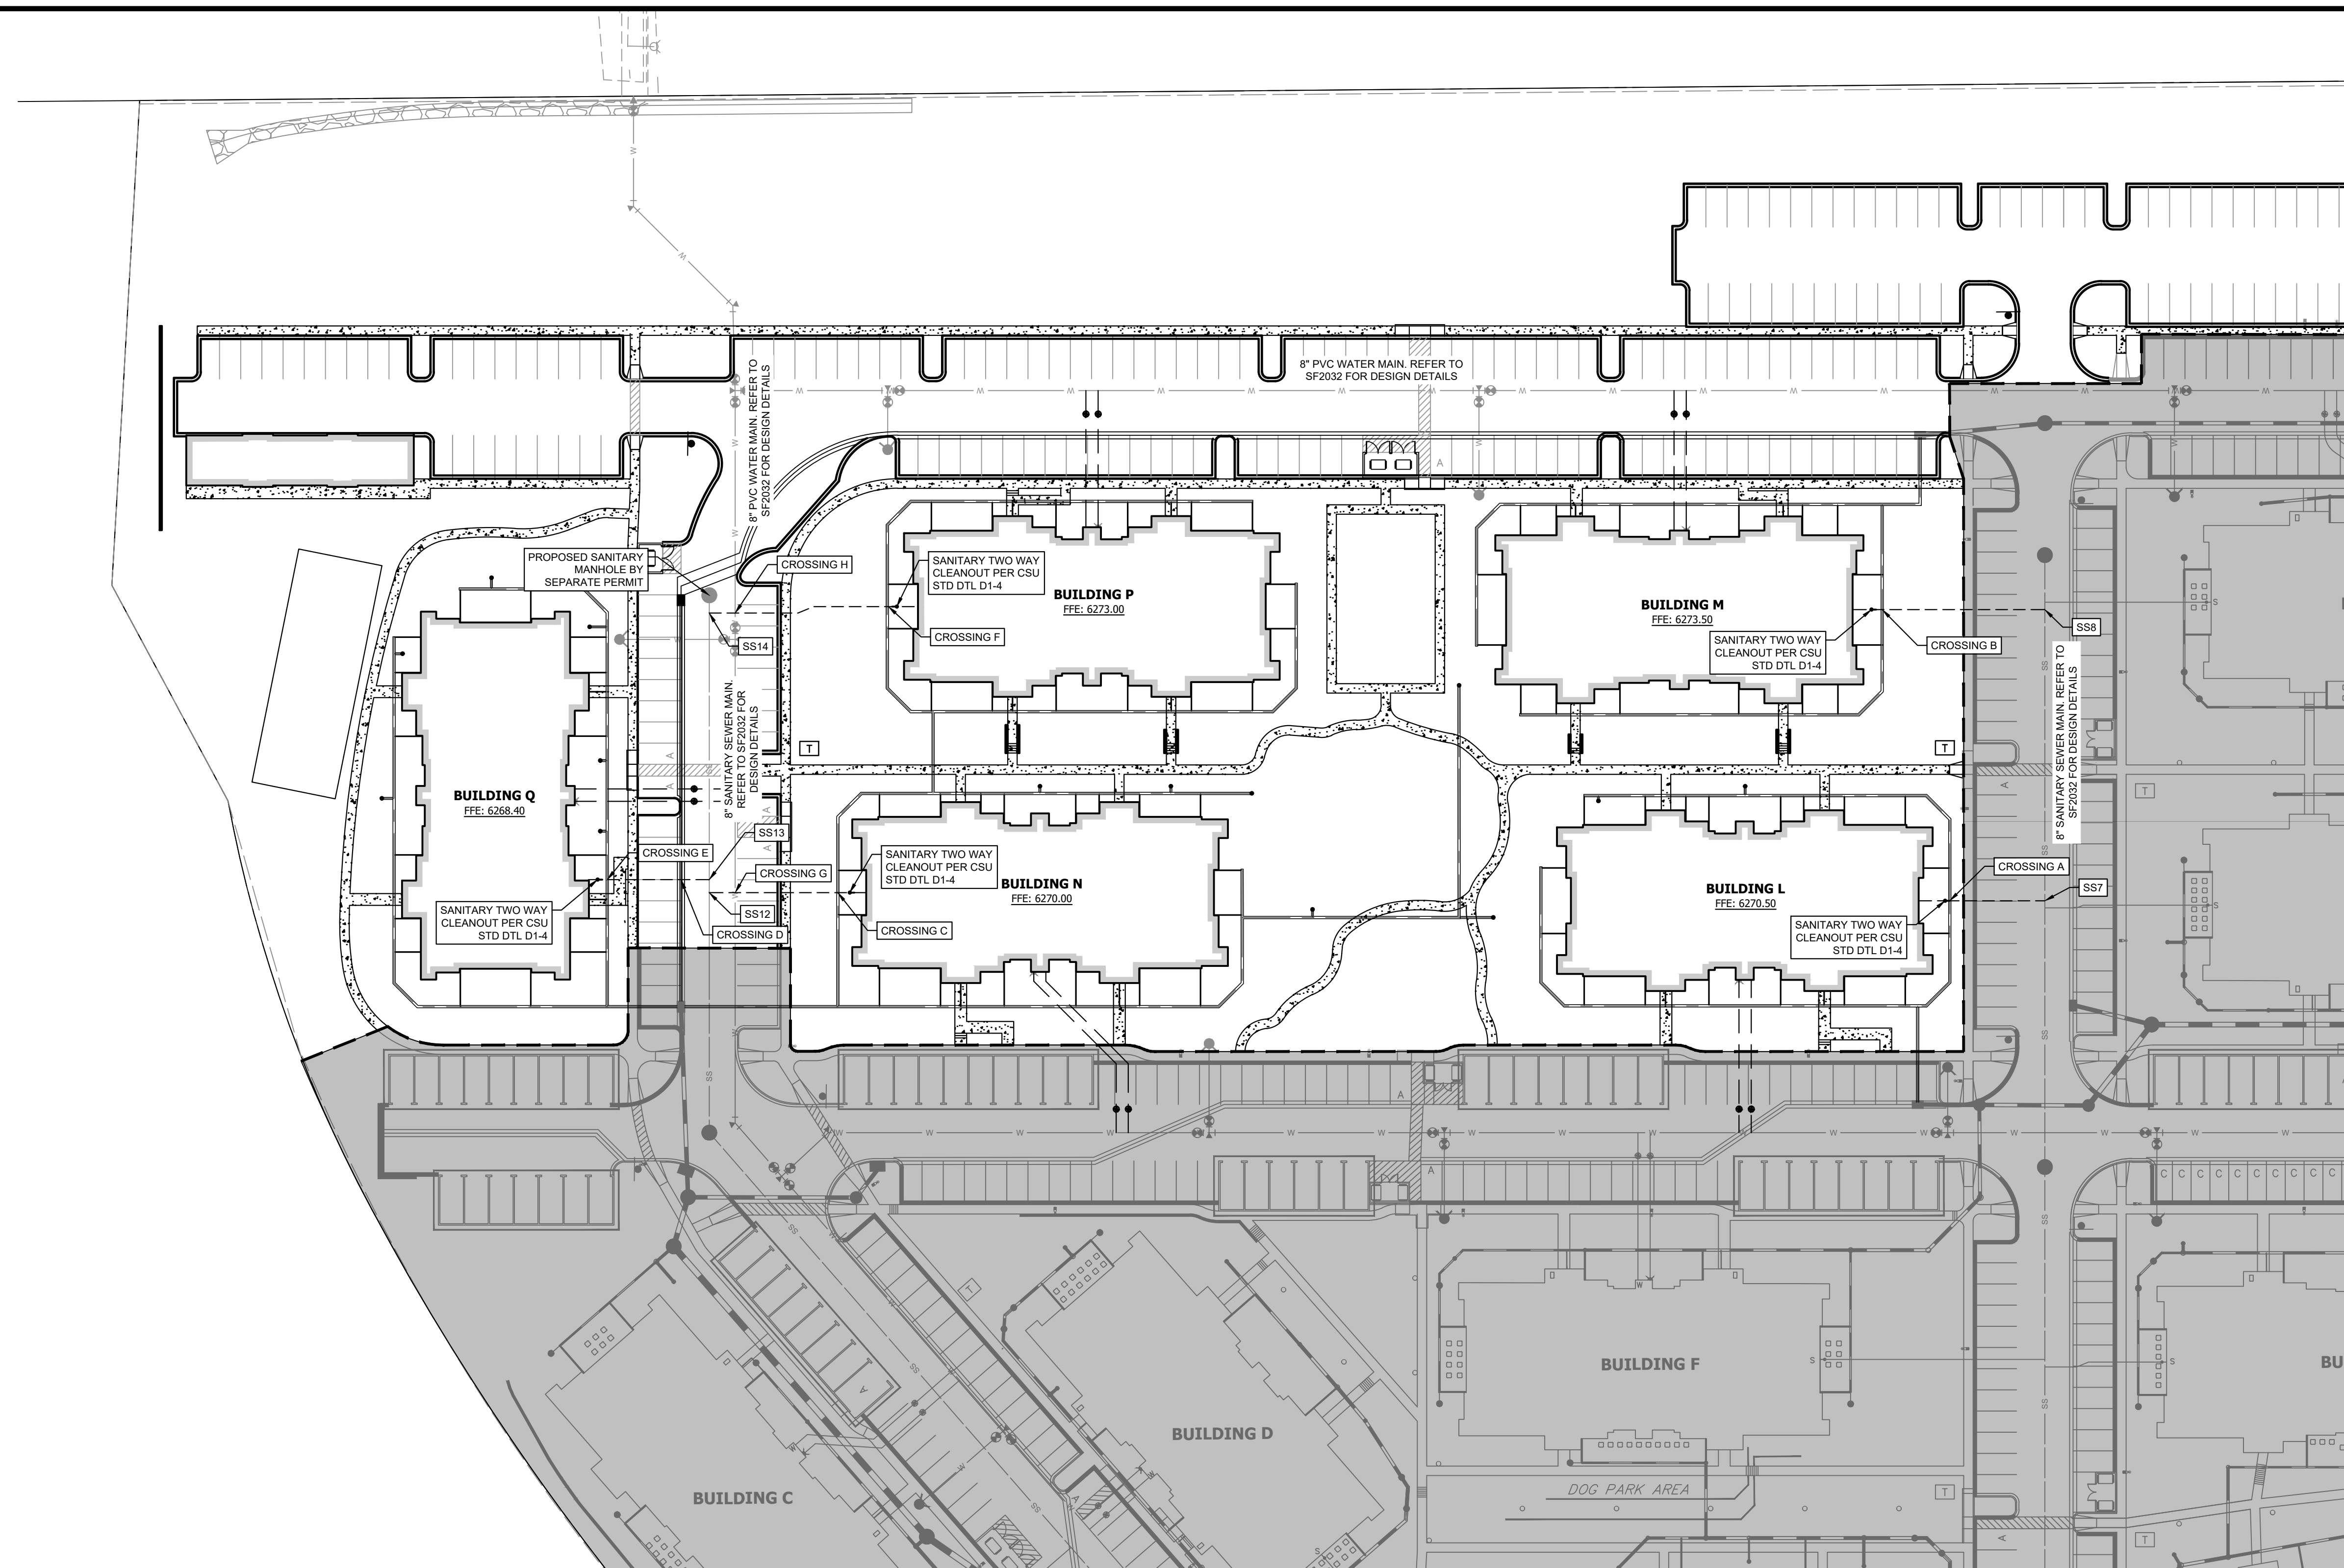 8" PVC WATER MAIN. REFER TO
SF2032 FOR DESIGN DETAILS
8" PVC WATER MAIN. REFER TO
SF2032 FOR DESIGN DETAILS
PROPOSED SANITARY
MANHOLE BY
SEPARATE PERMIT
CROSSING H
SANITARY TWO WAY
CLEANOUT PER CSU
STD DTL D1-4
BUILDING P
FFE: 6273.00
CROSSING F
SS14
BUILDING M
FFE: 6273.50
SANITARY TWO WAY
CLEANOUT PER CSU
STD DTL D1-4
CROSSING B
SS8
8" SANITARY SEWER MAIN. REFER TO
SF2032 FOR DESIGN DETAILS
8" SANITARY SEWER MAIN.
REFER TO SF2032 FOR
DESIGN DETAILS
T
T
T
BUILDING Q
FFE: 6268.40
SS13
CROSSING E
CROSSING G
SANITARY TWO WAY
CLEANOUT PER CSU
STD DTL D1-4
BUILDING N
FFE: 6270.00
SANITARY TWO WAY
CLEANOUT PER CSU
STD DTL D1-4
SS12
CROSSING D
CROSSING C
BUILDING L
FFE: 6270.50
CROSSING A
SS7
SANITARY TWO WAY
CLEANOUT PER CSU
STD DTL D1-4
C C C C C C C C C
T
BUILDING F
BU
BUILDING D
BUILDING C
DOG PARK AREA
T
T